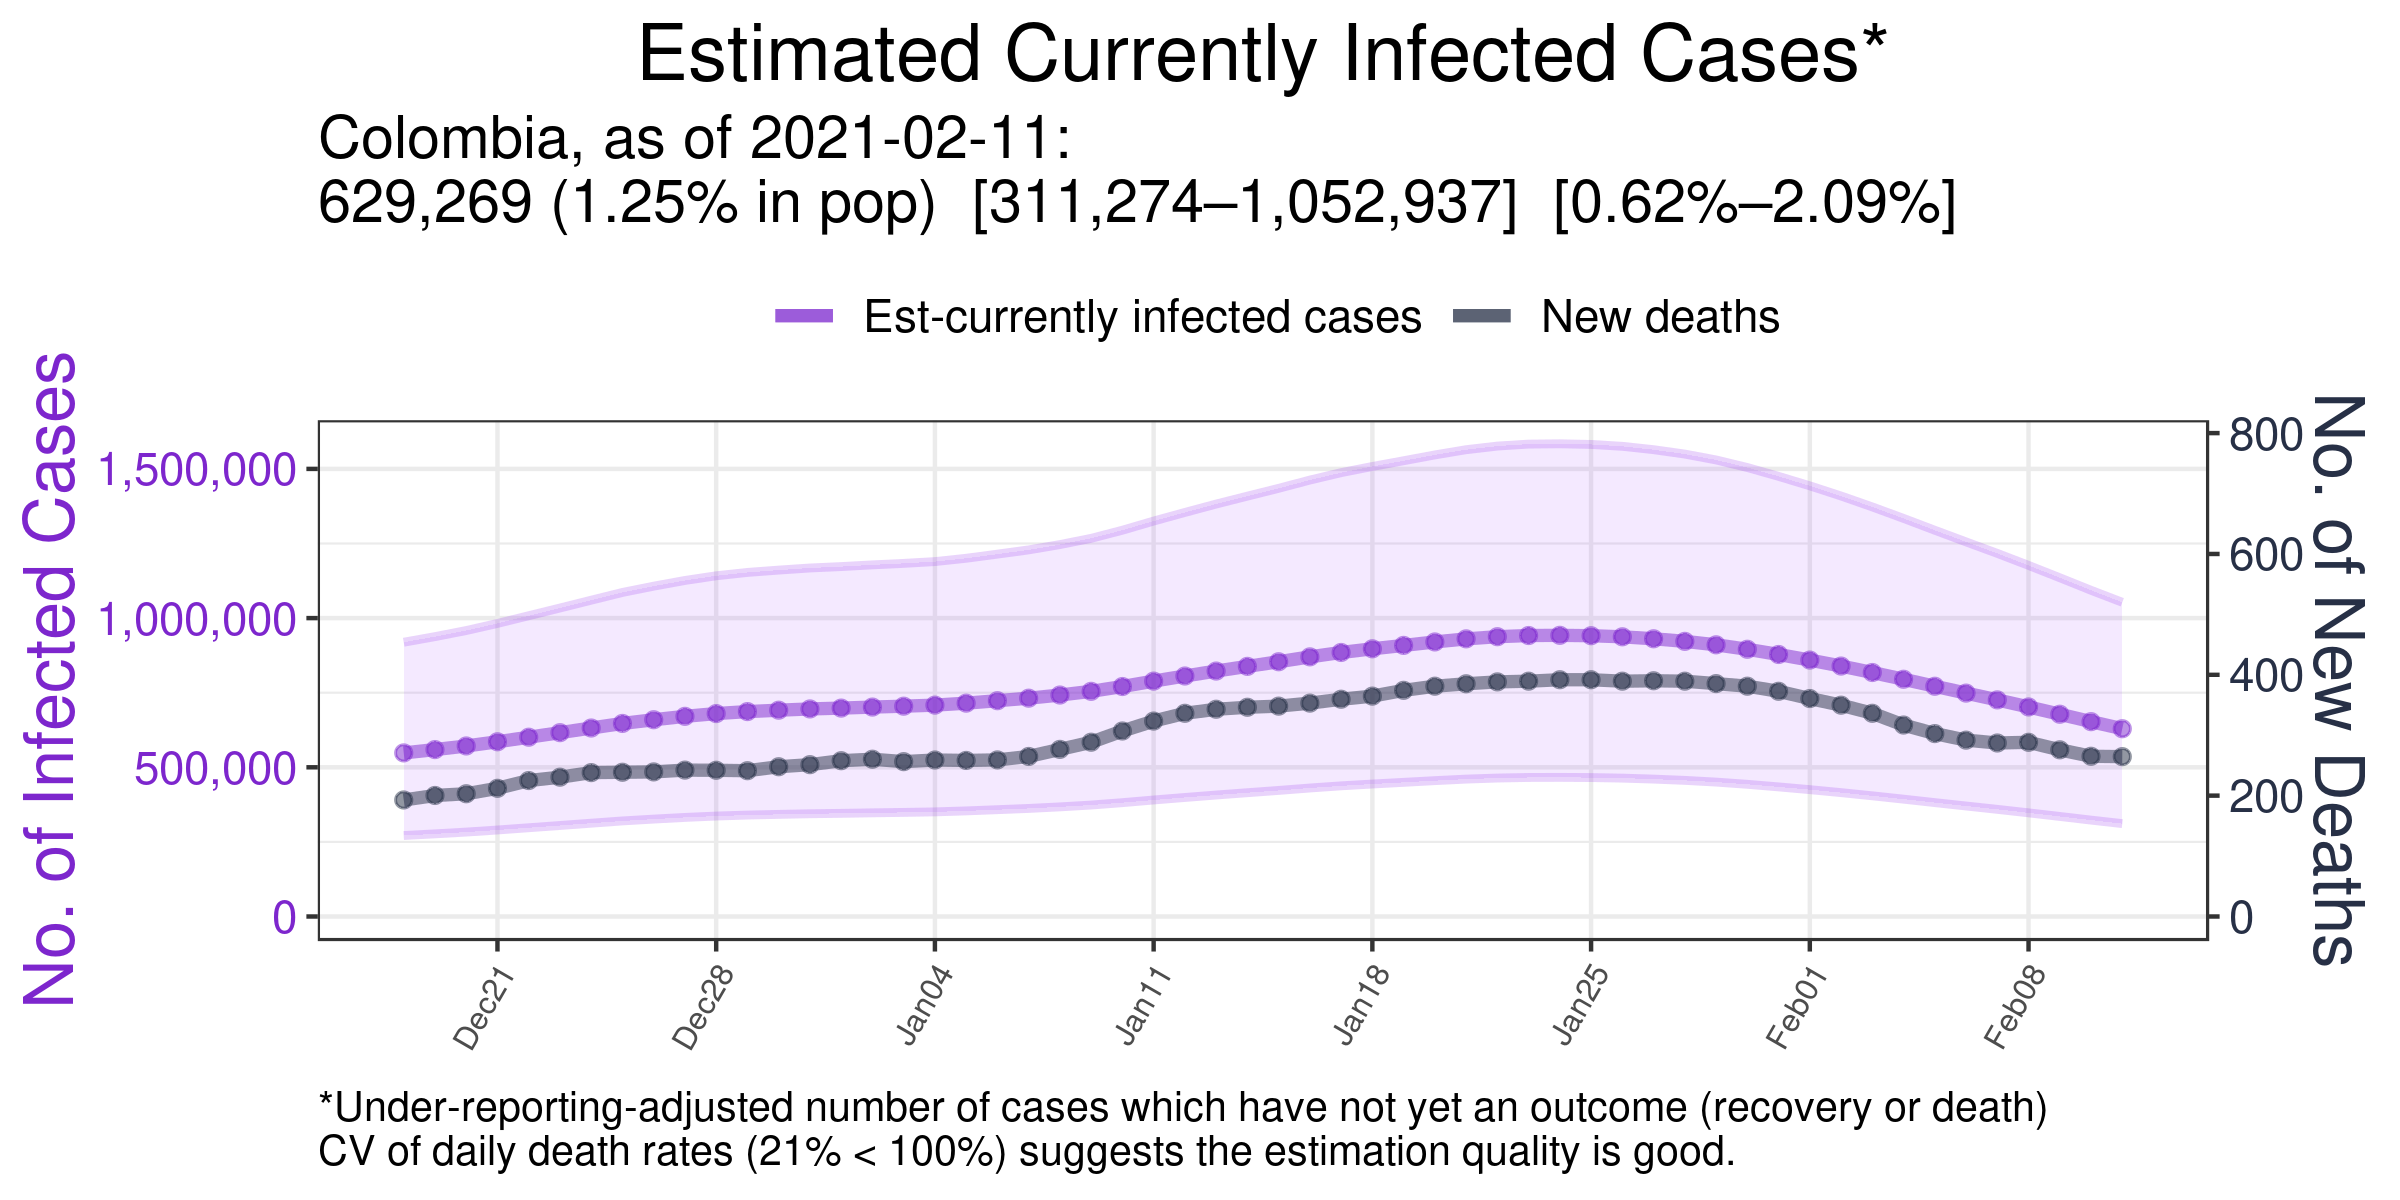 Estimated Currently Infected Cases*
Colombia, as of 2021-02-11:
629,269 (1.25% in pop)  [311,274–1,052,937]  [0.62%–2.09%]
Est-currently infected cases
New deaths
No. of Infected Cases
1,500,000
1,000,000
500,000
0
800
600
400
200
0
No. of New Deaths
Dec21
Dec28
Jan04
Jan11
Jan18
Jan25
Feb01
Feb08
*Under-reporting-adjusted number of cases which have not yet an outcome (recovery or death)
CV of daily death rates (21% < 100%) suggests the estimation quality is good.